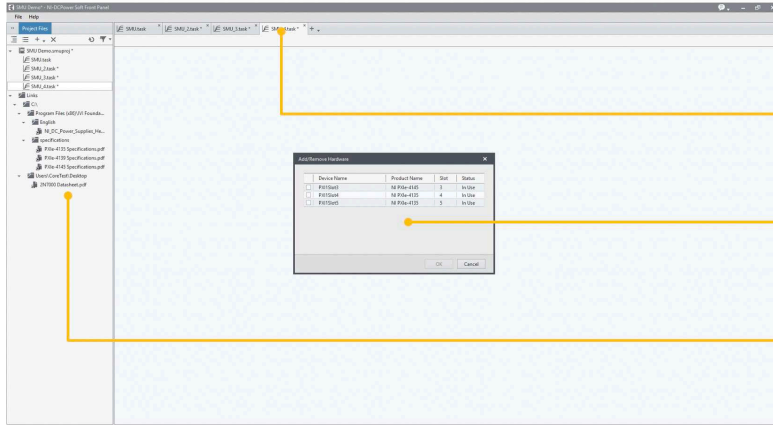 SMU Demo* - NI-DCPower Soft Front Panel
File Help
Project Files
SMU.task SMU_2.task * SMU_3.task *
SMU Demo.smuproj *
SMU.task
SMU_2.task *
SMU_3.task *
SMU_4.task *
Links
C:\
Program Files (x86)\IVI Founda...
English
NI_DC_Power_Supplies_He...
specifications
PXIe-4135 Specifications.pdf
PXIe-4139 Specifications.pdf
PXIe-4145 Specifications.pdf
Users\ComTest\Desktop
2N7000 Datasheet.pdf
Add/Remove Hardware
Device Name Product Name Slot Status
PXI1Slot3 NI PXIe-4145 3 In Use
PXI1Slot4 NI PXIe-4135 4 In Use
PXI1Slot5 NI PXIe-4135 5 In Use
OK Cancel